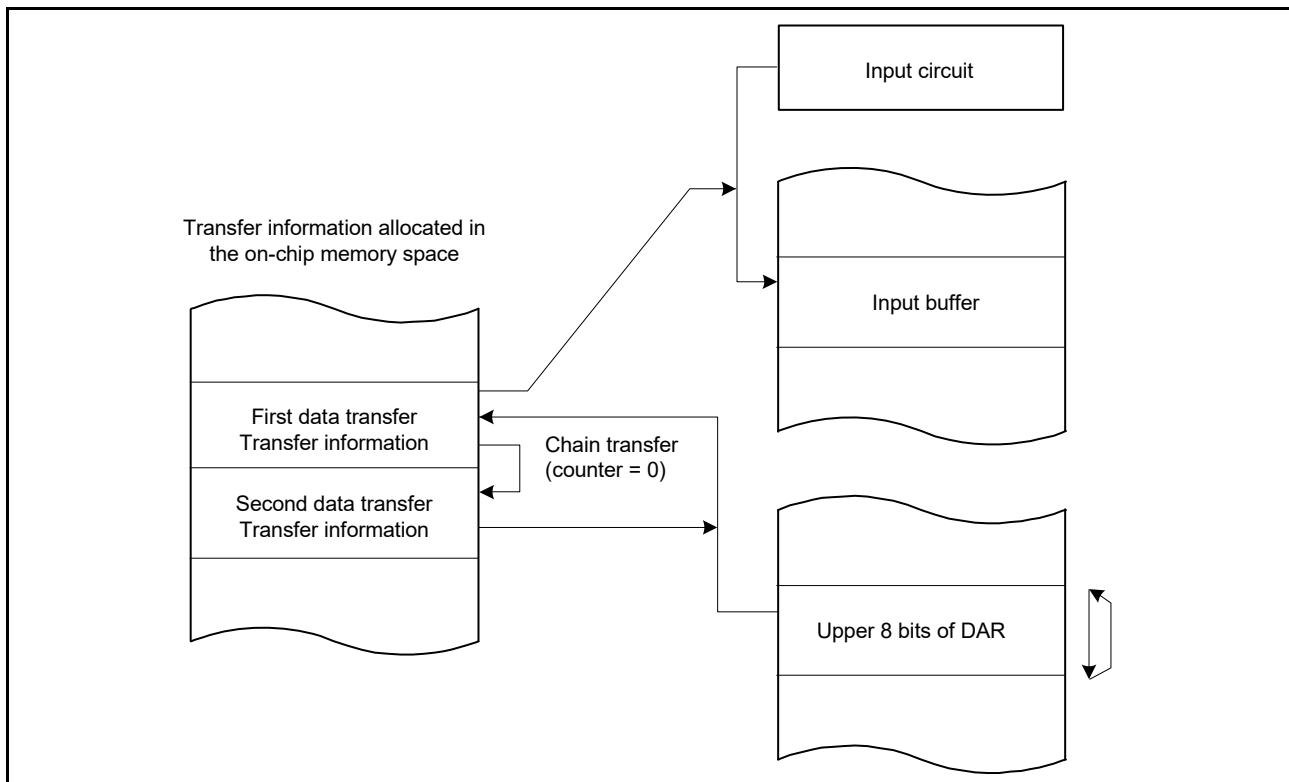 Input circuit
Transfer information allocated in
the on-chip memory space
Input buffer
First data transfer
Transfer information
Chain transfer
(counter = 0)
Second data transfer
Transfer information
Upper 8 bits of DAR